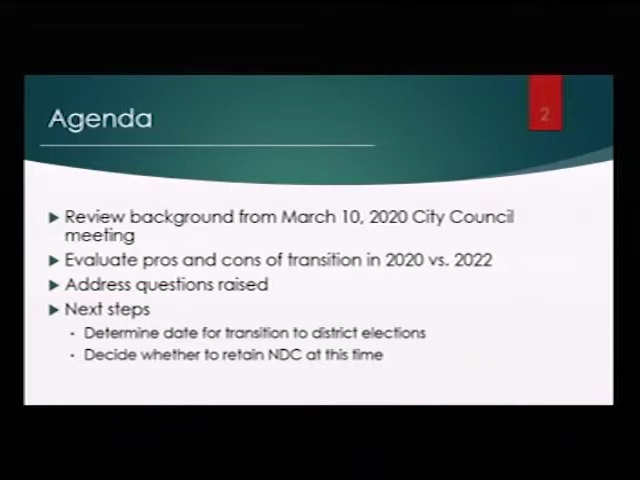 Agenda
2
Review background from March 10, 2020 City Council
meeting
Evaluate pros and cons of transition in 2020 vs. 2022
Address questions raised
Next steps
Determine date for transition to district elections
Decide whether to retain NDC at this time